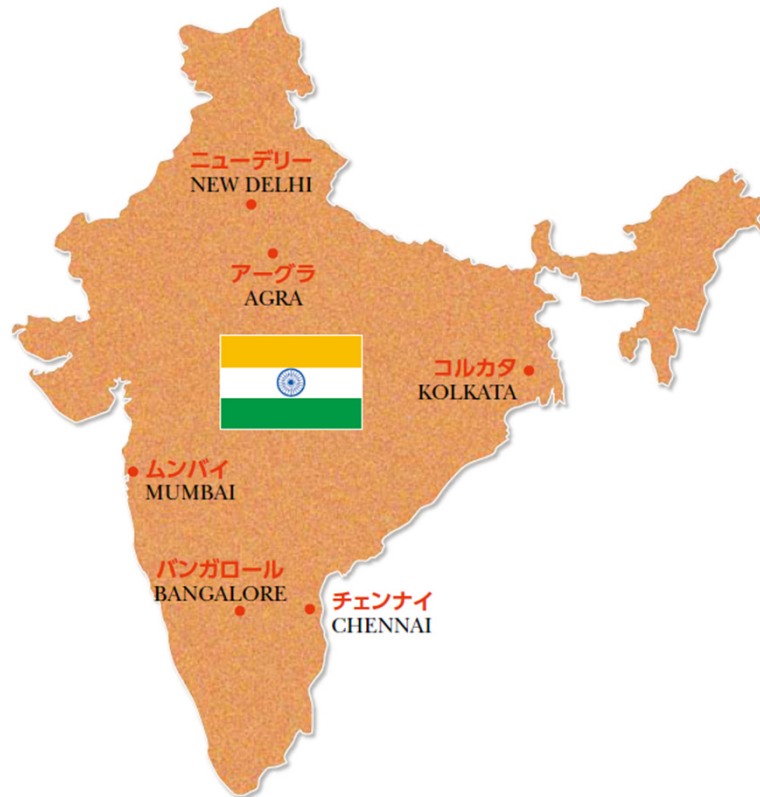 ニューデリー
NEW DELHI
アーグラ
AGRA
コルカタ
KOLKATA
ムンバイ
MUMBAI
バンガロール
BANGALORE
チェンナイ
CHENNAI